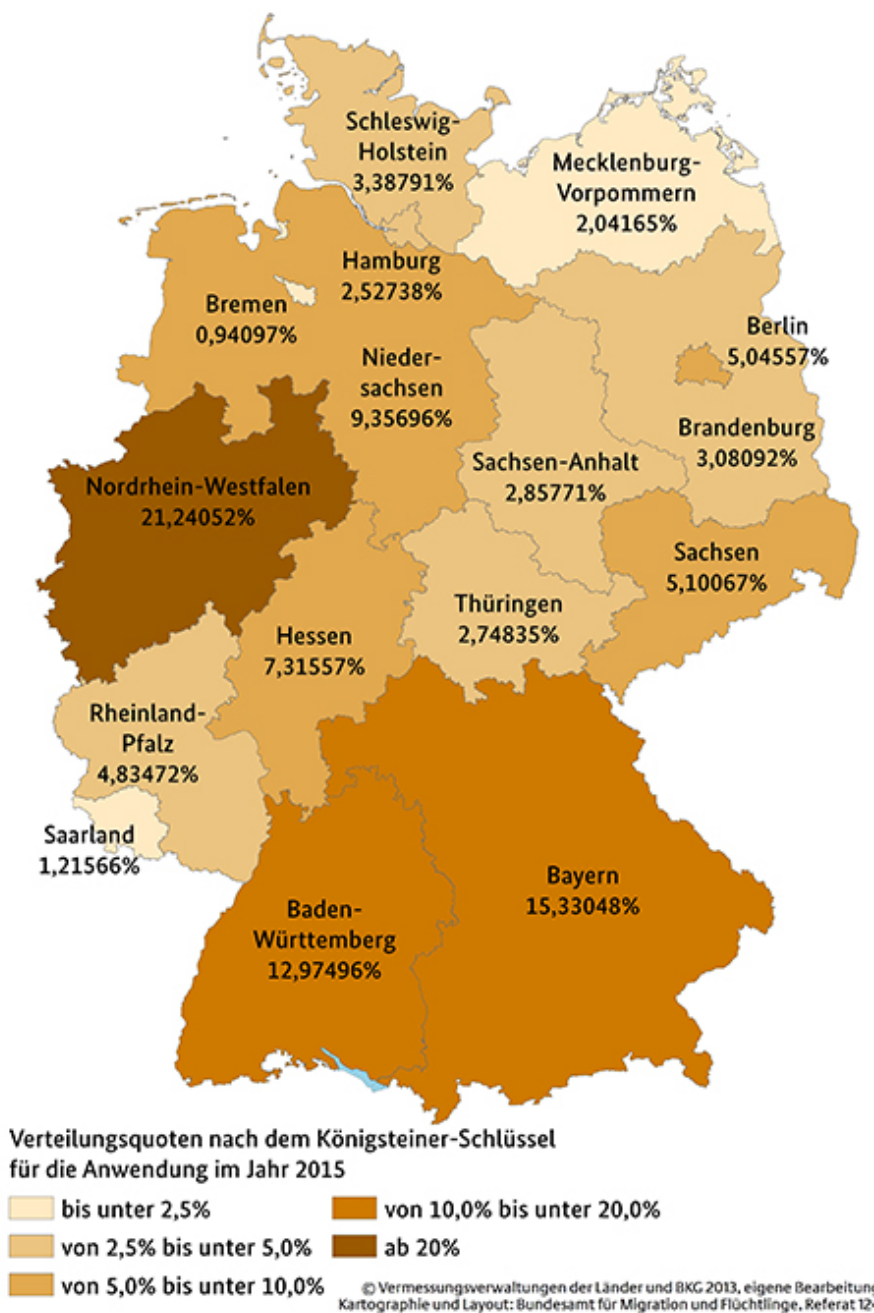 Schleswig-
Holstein
3,38791%
Mecklenburg-
Vorpommern
2,04165%
Hamburg
2,52738%
Bremen
0,94097%
Berlin
5,04557%
Nieder-
sachsen
9,35696%
Brandenburg
3,08092%
Sachsen-Anhalt
2,85771%
Nordrhein-Westfalen
21,24052%
Sachsen
5,10067%
Thüringen
2,74835%
Hessen
7,31557%
Rheinland-
Pfalz
4,83472%
Saarland
1,21566%
Bayern
15,33048%
Baden-
Württemberg
12,97496%
Verteilungsquoten nach dem Königsteiner-Schlüssel
für die Anwendung im Jahr 2015
bis unter 2,5%
von 10,0% bis unter 20,0%
von 2,5% bis unter 5,0%
ab 20%
von 5,0% bis unter 10,0%
© Vermessungsverwaltungen der Länder und BKG 2013, eigene Bearbeitung
Kartographie und Layout: Bundesamt für Migration und Flüchtlinge, Referat